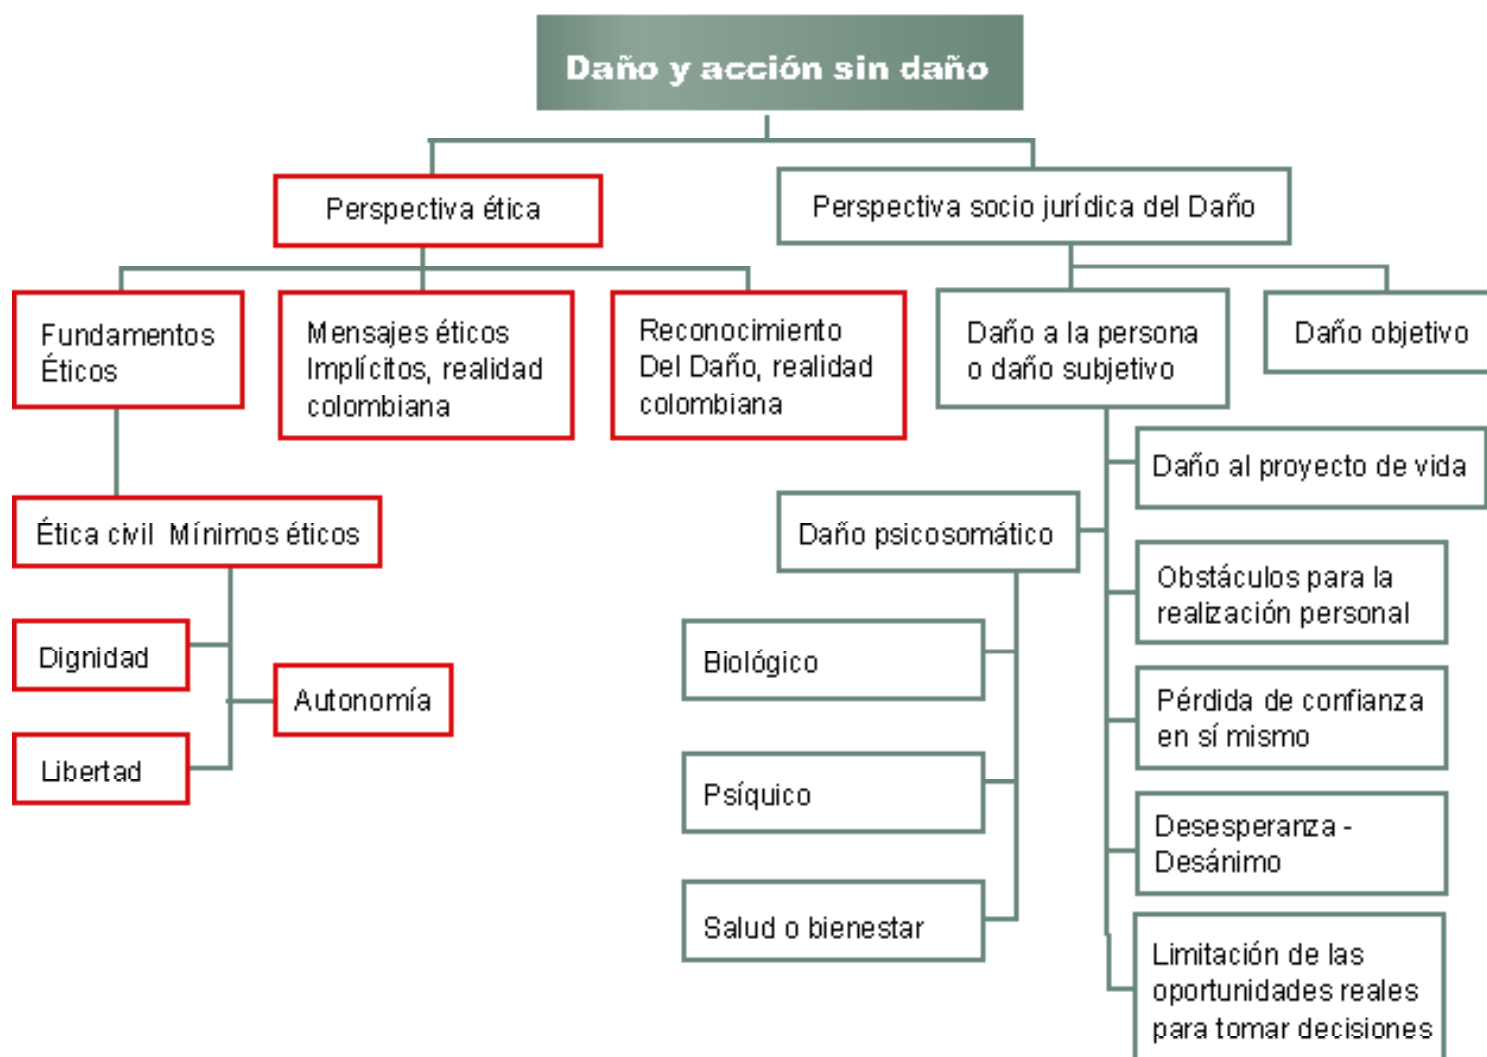 Daño y acción sin daño
Perspectiva ética
Perspectiva socio jurídica del Daño
Fundamentos
Éticos
Mensajes éticos
Implícitos, realidad
colombiana
Reconocimiento
Del Daño, realidad
colombiana
Daño a la persona
o daño subjetivo
Daño objetivo
Ética civil  Mínimos éticos
Dignidad
Autonomía
Libertad
Daño psicosomático
Biológico
Psíquico
Salud o bienestar
Daño al proyecto de vida
Obstáculos para la
realización personal
Pérdida de confianza
en sí mismo
Desesperanza -
Desánimo
Limitación de las
oportunidades reales
para tomar decisiones